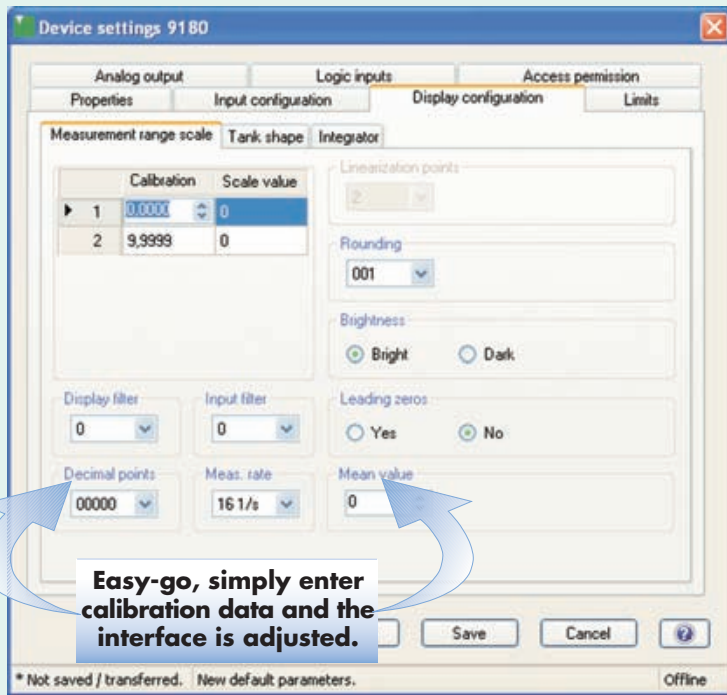 Device settings 9180
Analog output Logic inputs Access permission
Properties Input configuration Display configuration Limits
Measurement range scale Tank shape Integrator
Calibration Scale value
1 0,0000 0
2 9,9999 0
Linearization points
2
Rounding
001
Brightness
Bright Dark
Display filter Input filter Leading zeros
0 0 Yes No
Decimal points Meas. rate Mean value
00000 16 1/s 0
Easy-go, simply enter
calibration data and the
interface is adjusted.
Save Cancel ?
* Not saved / transferred. New default parameters. Offline